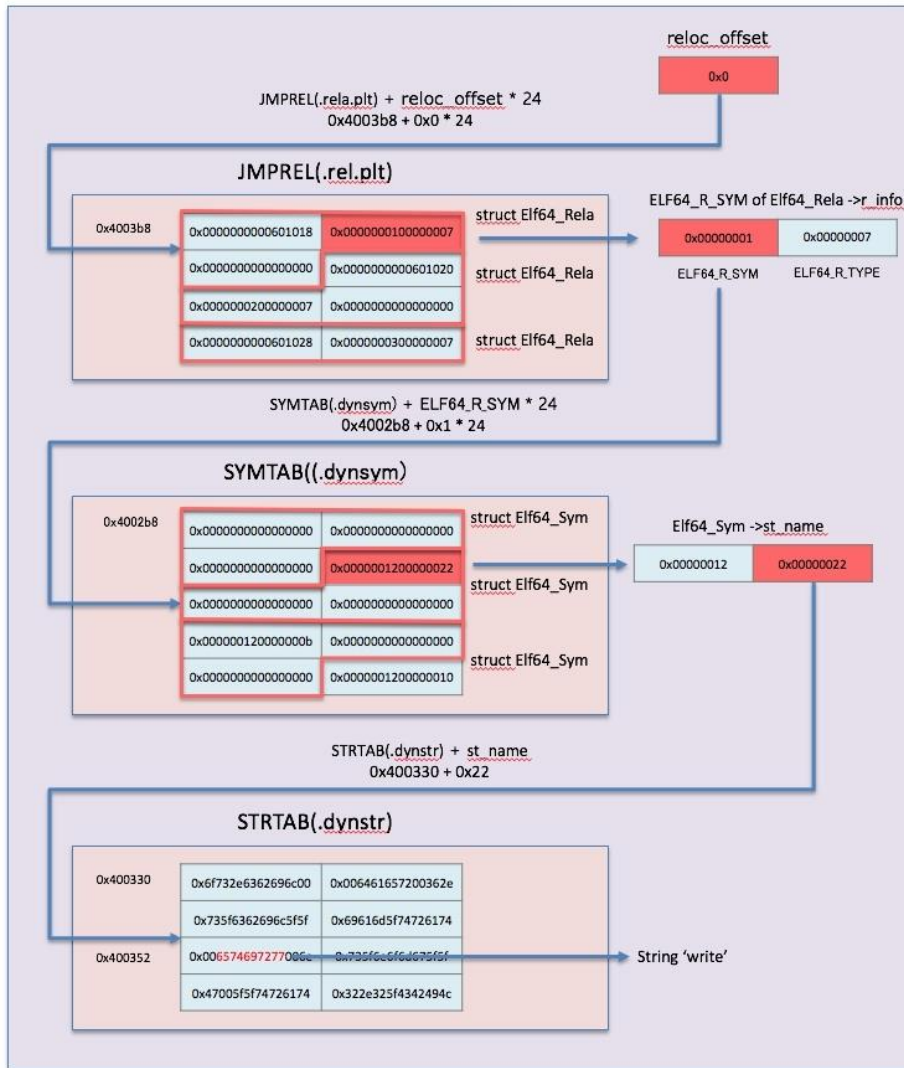 reloc_offset
0x0
JMPREL(.rela.plt) + reloc_offset * 24
0x4003b8 + 0x0 * 24
JMPREL(.rel.plt)
ELF64_R_SYM of Elf64_Rela ->r_info
0x4003b8
0x0000000000601018 0x0000000100000007 struct Elf64_Rela
0x00000001 0x00000007
0x0000000000000000 0x0000000000601020 struct Elf64_Rela
ELF64_R_SYM ELF64_R_TYPE
0x0000000200000007 0x0000000000000000
0x0000000000601028 0x0000000300000007 struct Elf64_Rela
SYMTAB(.dynsym) + ELF64_R_SYM * 24
0x4002b8 + 0x1 * 24
SYMTAB((.dynsym)
0x4002b8
0x0000000000000000 0x0000000000000000 struct Elf64_Sym
Elf64_Sym ->st_name
0x0000000000000000 0x0000001200000022
0x00000012 0x00000022
0x0000000000000000 0x0000000000000000 struct Elf64_Sym
0x000000120000000b 0x0000000000000000
struct Elf64_Sym
0x0000000000000000 0x0000001200000010
STRTAB(.dynstr) + st_name
0x400330 + 0x22
STRTAB(.dynstr)
0x400330 0x6f732e6362696c00 0x006461657200362e
0x735f6362696c5f5f 0x69616d5f74726174
0x400352 0x006574697277006e 0x735f6e6f6d675f5f String 'write'
0x47005f5f74726174 0x322e325f4342494c